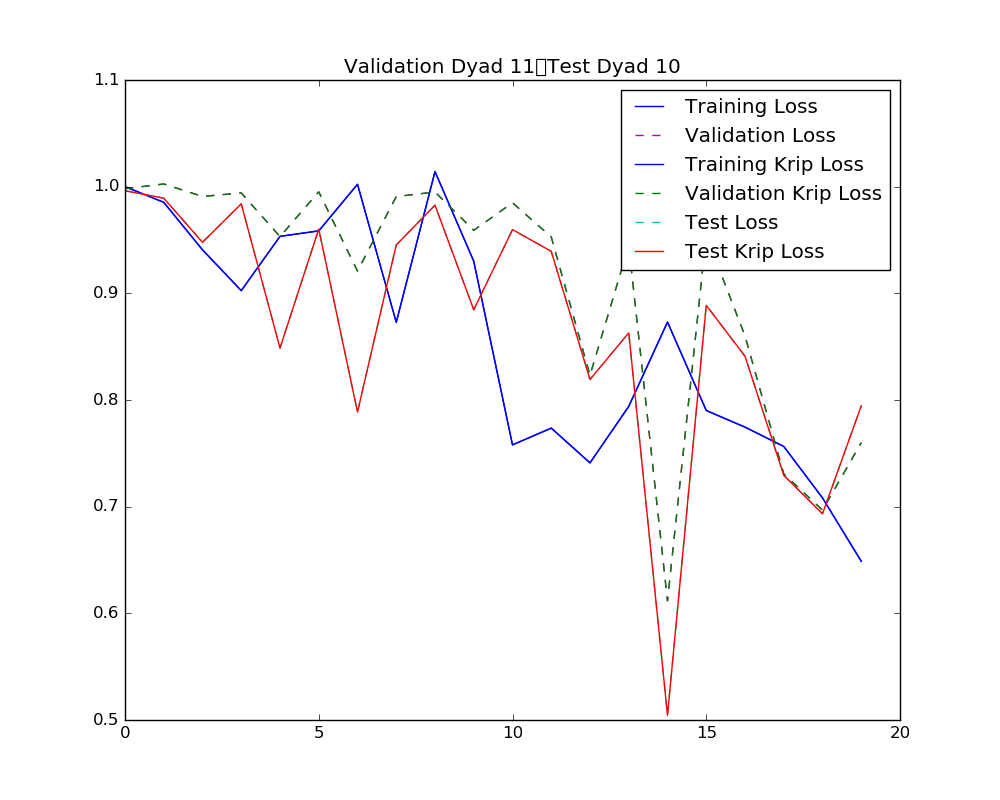 Validation Dyad 11▯Test Dyad 10
1.1
1.0
0.9
0.8
0.7
0.6
0.5
0
5
10
15
20
Training Loss
Validation Loss
Training Krip Loss
Validation Krip Loss
Test Loss
Test Krip Loss